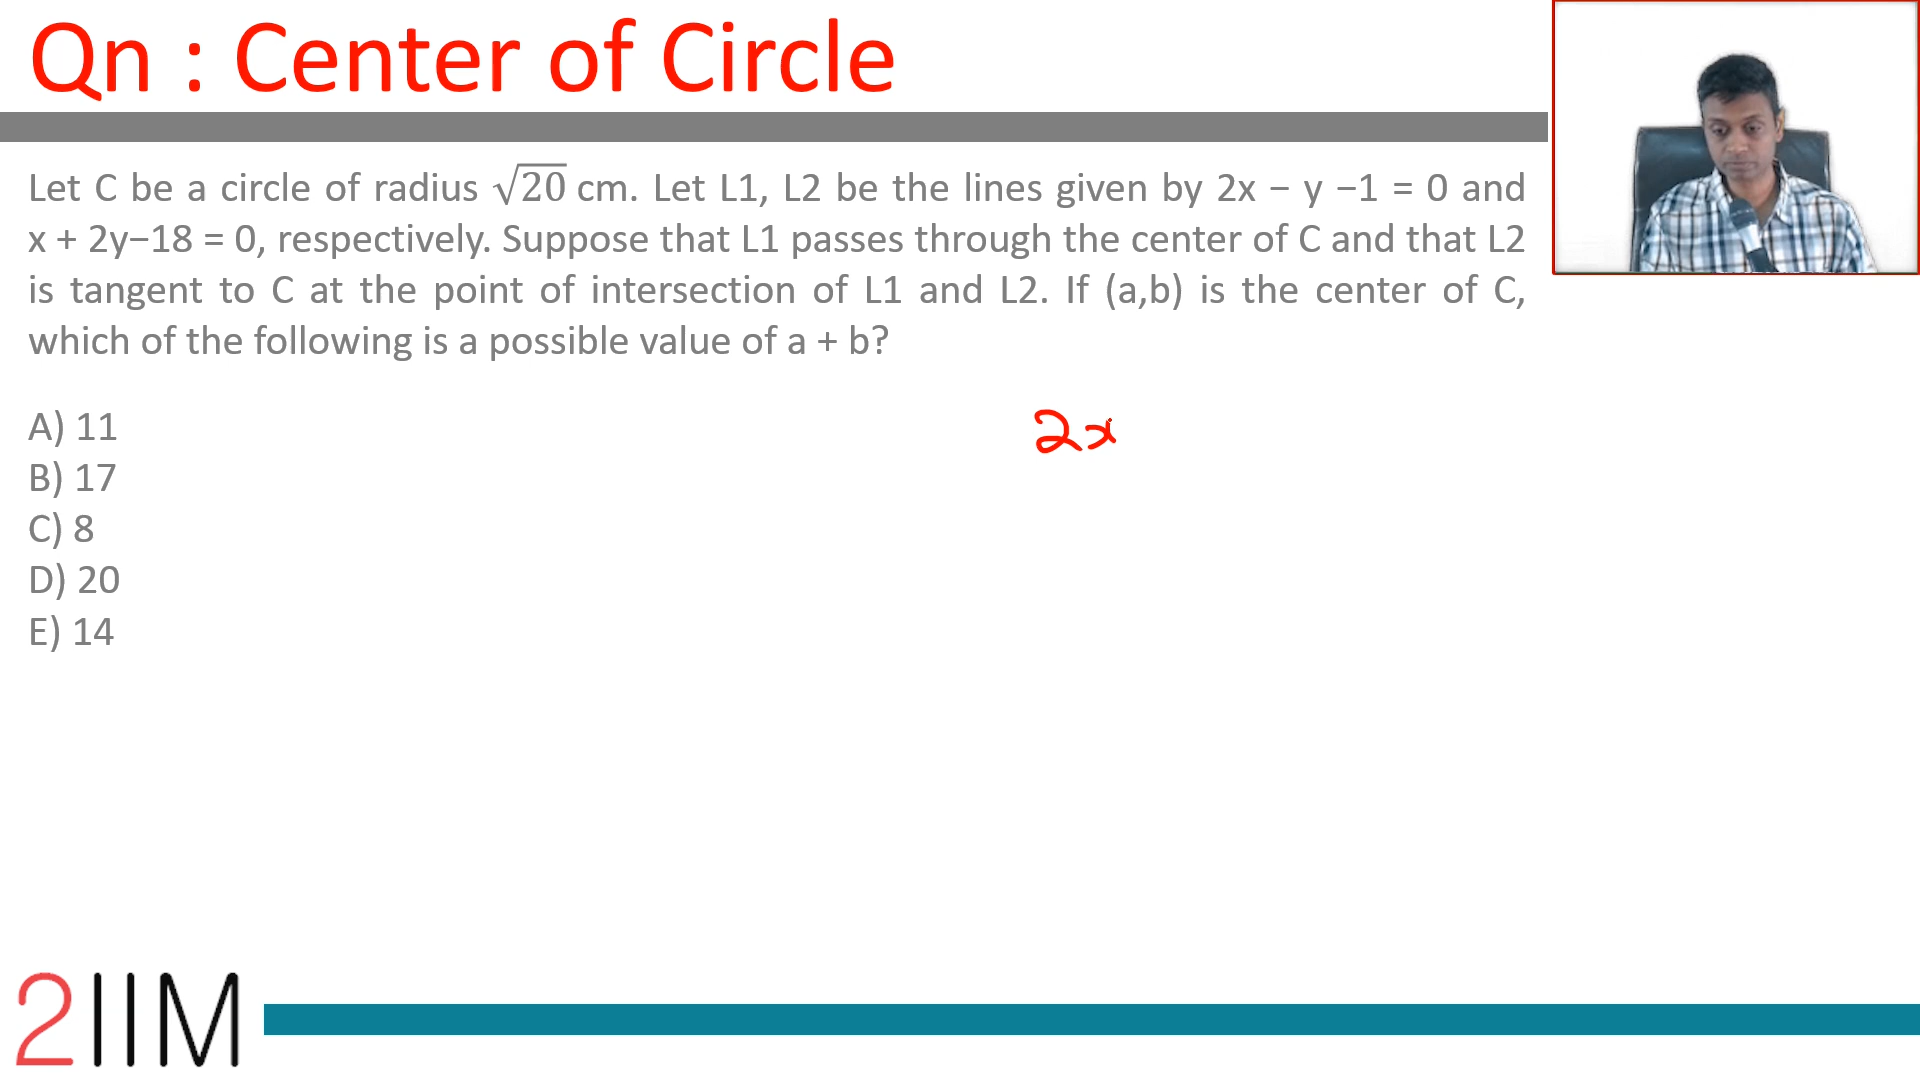 Qn : Center of Circle
Let C be a circle of radius √20 cm. Let L1, L2 be the lines given by 2x − y −1 = 0 and
x + 2y−18 = 0, respectively. Suppose that L1 passes through the center of C and that L2
is tangent to C at the point of intersection of L1 and L2. If (a,b) is the center of C,
which of the following is a possible value of a + b?
A) 11
B) 17
C) 8
D) 20
E) 14
2x
2IIM